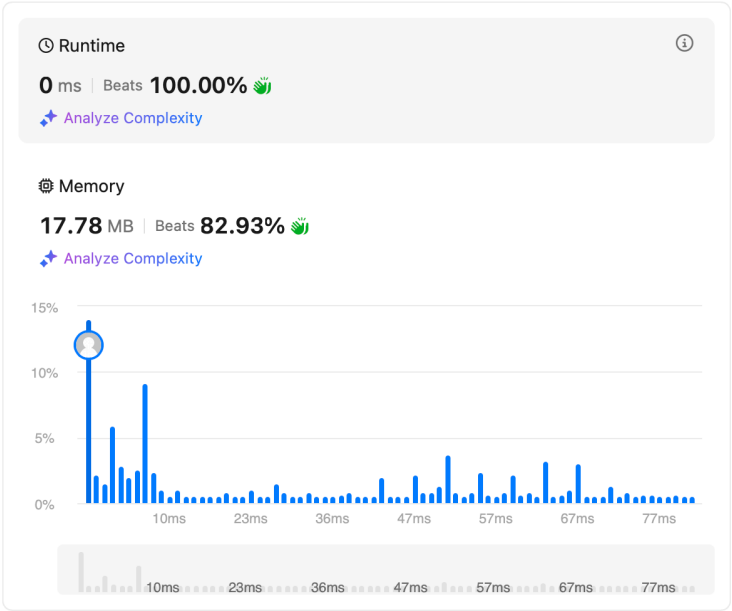 Runtime
0 ms Beats 100.00%
Analyze Complexity
Memory
17.78 MB Beats 82.93%
Analyze Complexity
15%
10%
5%
0%
10ms 23ms 36ms 47ms 57ms 67ms 77ms
10ms 23ms 36ms 47ms 57ms 67ms 77ms